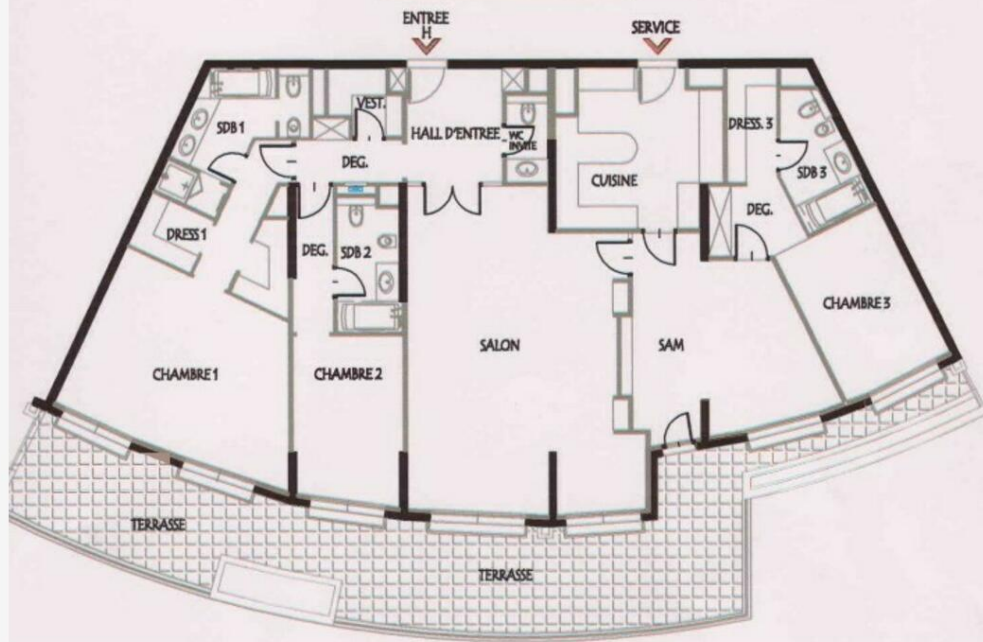 ENTREE
H
SERVICE
VEST.
SDB 1
HALL D'ENTREE
WC
INVITE
DRESS. 3
DEG.
CUISINE
SDB 3
DRESS 1
DEG.
SDB 2
DEG.
CHAMBRE 3
CHAMBRE 1
CHAMBRE 2
SALON
SAM
TERRASSE
TERRASSE